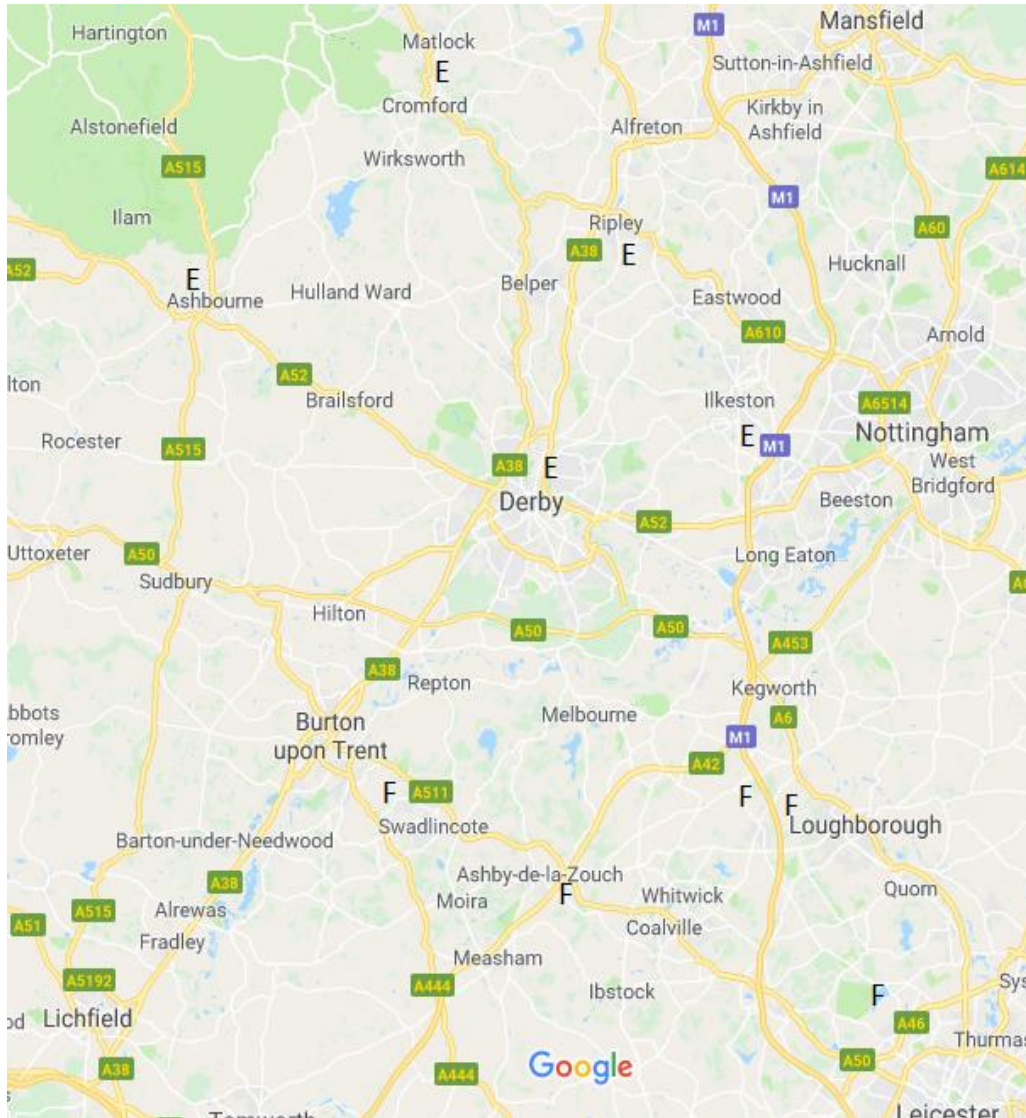 Hartington
Matlock
M1
Mansfield
E
Sutton-in-Ashfield
Cromford
Kirkby in
Ashfield
Alstonefield
Alfreton
Wirksworth
A515
A614
M1
Ilam
Ripley
A60
A38
E
Hucknall
A52
E
Belper
Hulland Ward
Ashbourne
Eastwood
A610
Arnold
A52
lton
Brailsford
Ilkeston
A6514
Rocester
A515
E
M1
Nottingham
A38
E
West
Bridgford
Derby
Beeston
A52
Uttoxeter
A50
Long Eaton
Sudbury
Hilton
A50
A50
A453
A38
Repton
Kegworth
bbots
romley
Burton
upon Trent
Melbourne
A6
M1
A42
F
A511
F
F
Swadlincote
Loughborough
Barton-under-Needwood
Ashby-de-la-Zouch
A38
F
Whitwick
Quorn
Moira
A515
Alrewas
A51
Coalville
Fradley
Measham
A5192
A444
Ibstock
F
Sys
Lichfield
A46
Thurmas
A38
Google
A50
A444
Tamworth
Leicester